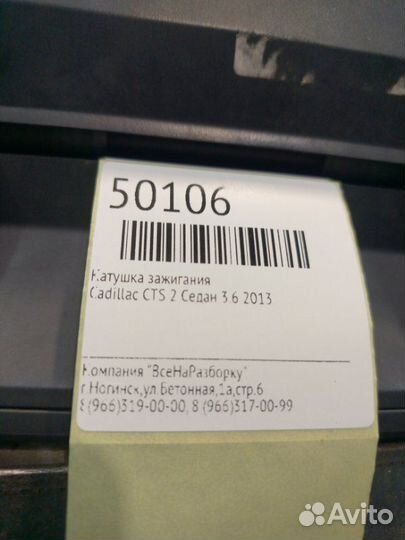 50106
Катушка зажигания
Cadillac CTS 2 Седан 3 6 2013
Компания "ВсеНаРазборку"
г.Ногинск,ул.Бетонная,1а,стр.6
8(966)319-00-00, 8 (966)317-00-99
Avito